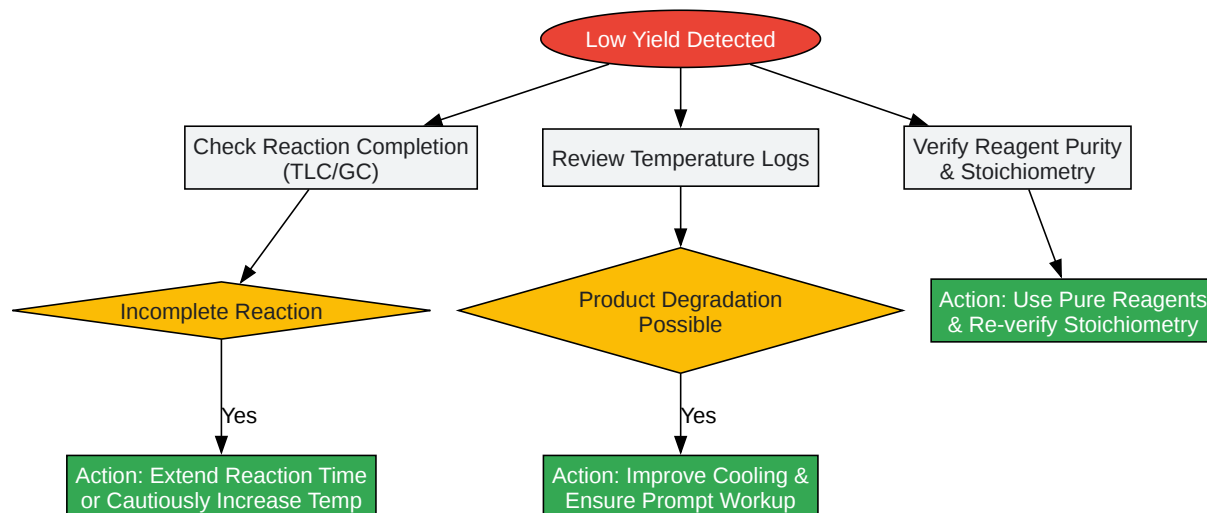 Low Yield Detected
Check Reaction Completion
(TLC/GC)
Review Temperature Logs
Verify Reagent Purity
& Stoichiometry
Incomplete Reaction
Product Degradation
Possible
Action: Use Pure Reagents
& Re-verify Stoichiometry
Yes
Yes
Action: Extend Reaction Time
or Cautiously Increase Temp
Action: Improve Cooling &
Ensure Prompt Workup